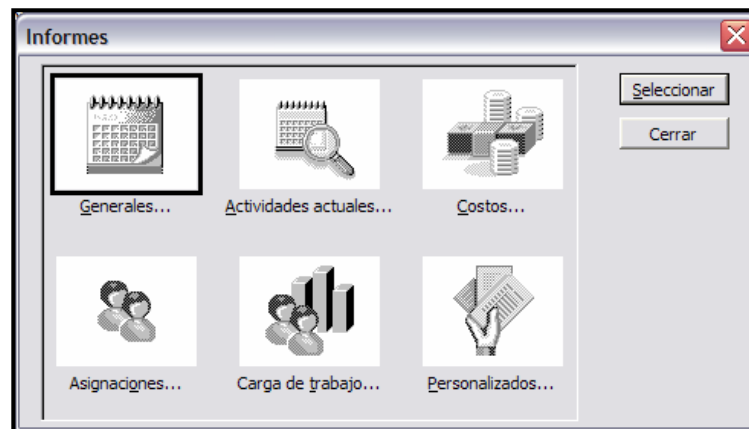 Informes
Seleccionar
Cerrar
Generales...
Actividades actuales...
Costos...
Asignaciones...
Carga de trabajo...
Personalizados...